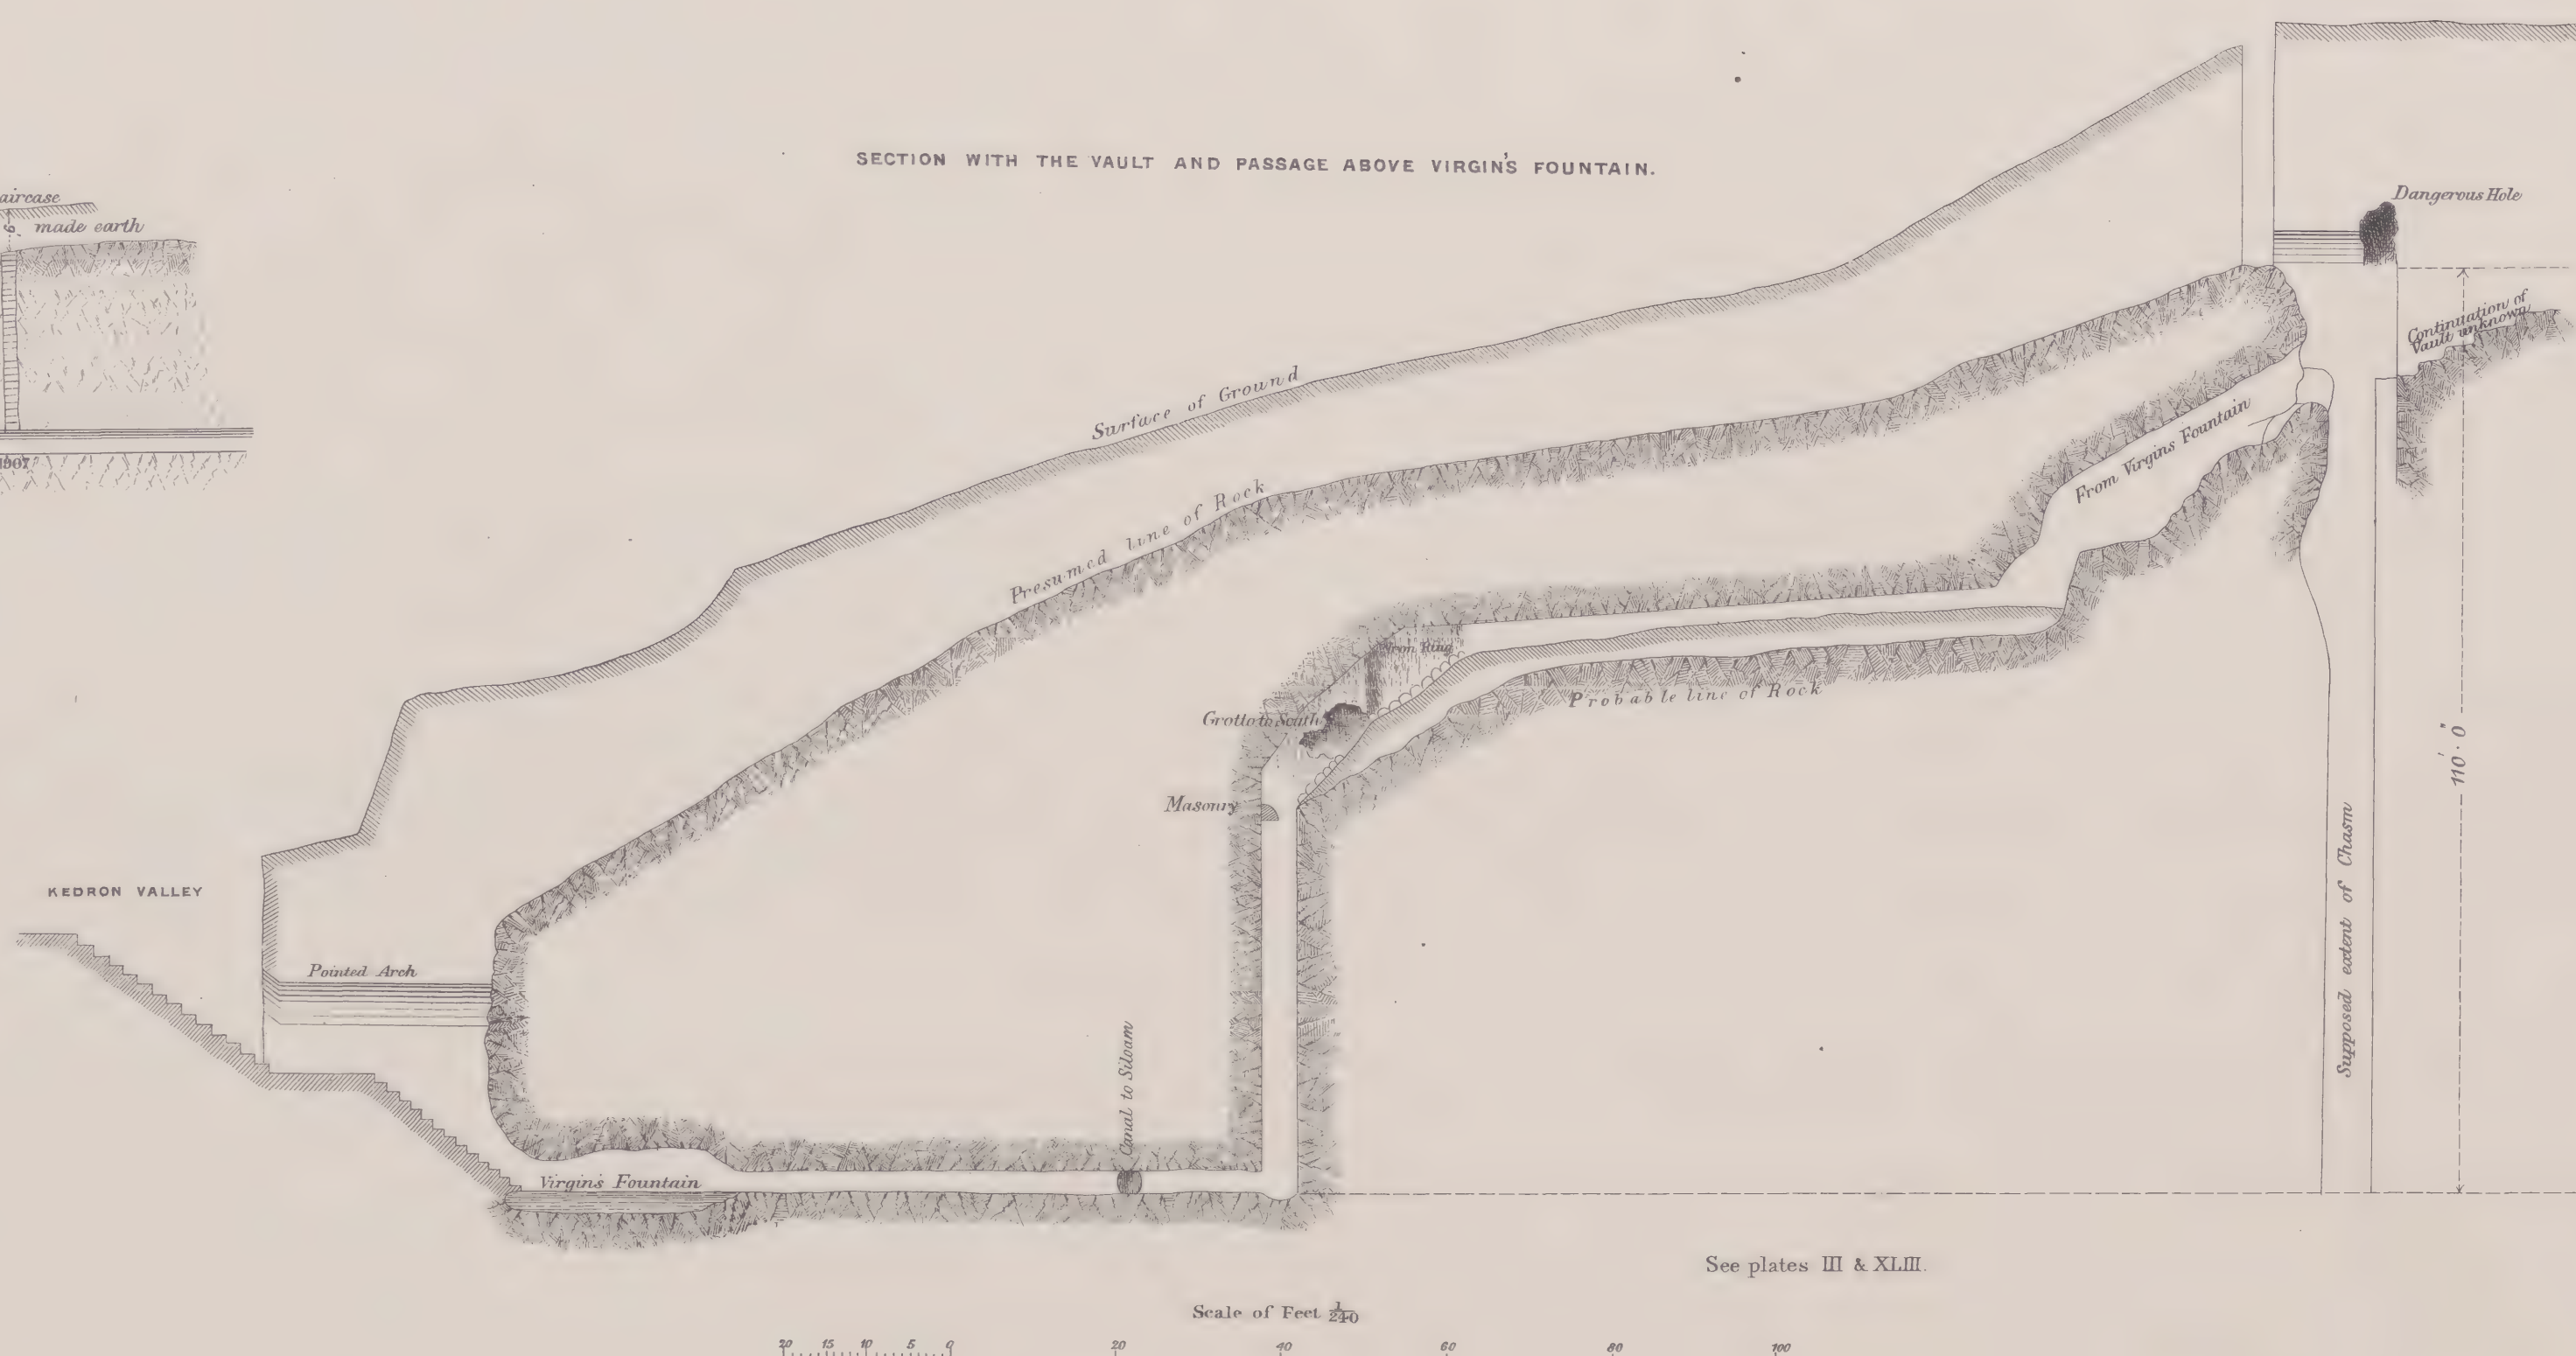 SECTION WITH THE VAULT AND PASSAGE ABOVE VIRGIN'S FOUNTAIN.
aircase
6'
made earth
Dangerous Hole
Continuation of
Vault unknown
From Virgins Fountain
Surface of Ground
Presumed line of Rock
Iron Ring
Probable line of Rock
Grotto to South
110'. 0"
Masonry
KEDRON VALLEY
Pointed Arch
Supposed extent of Chasm
Canal to Siloam
Virgin's Fountain
See plates III & XLIII.
Scale of Feet 1/240
20 15 10 5 0 20 40 60 80 100